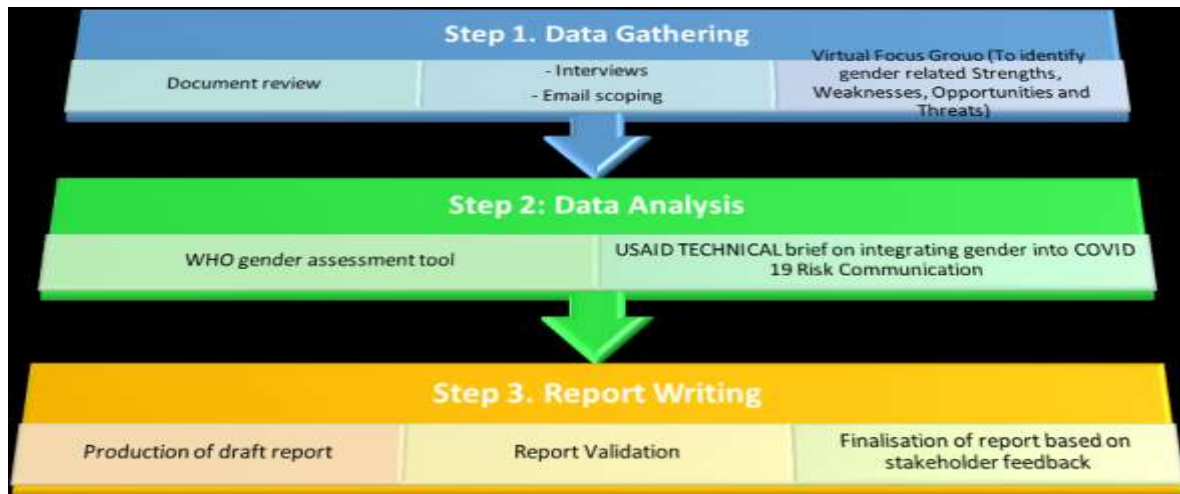 Step 1. Data Gathering
Document review
- Interviews
- Email scoping
Virtual Focus Group (To identify
gender related Strengths,
Weaknesses, Opportunities and
Threats)
Step 2: Data Analysis
WHO gender assessment tool
USAID TECHNICAL brief on integrating gender into COVID
19 Risk Communication
Step 3. Report Writing
Production of draft report
Report Validation
Finalisation of report based on
stakeholder feedback